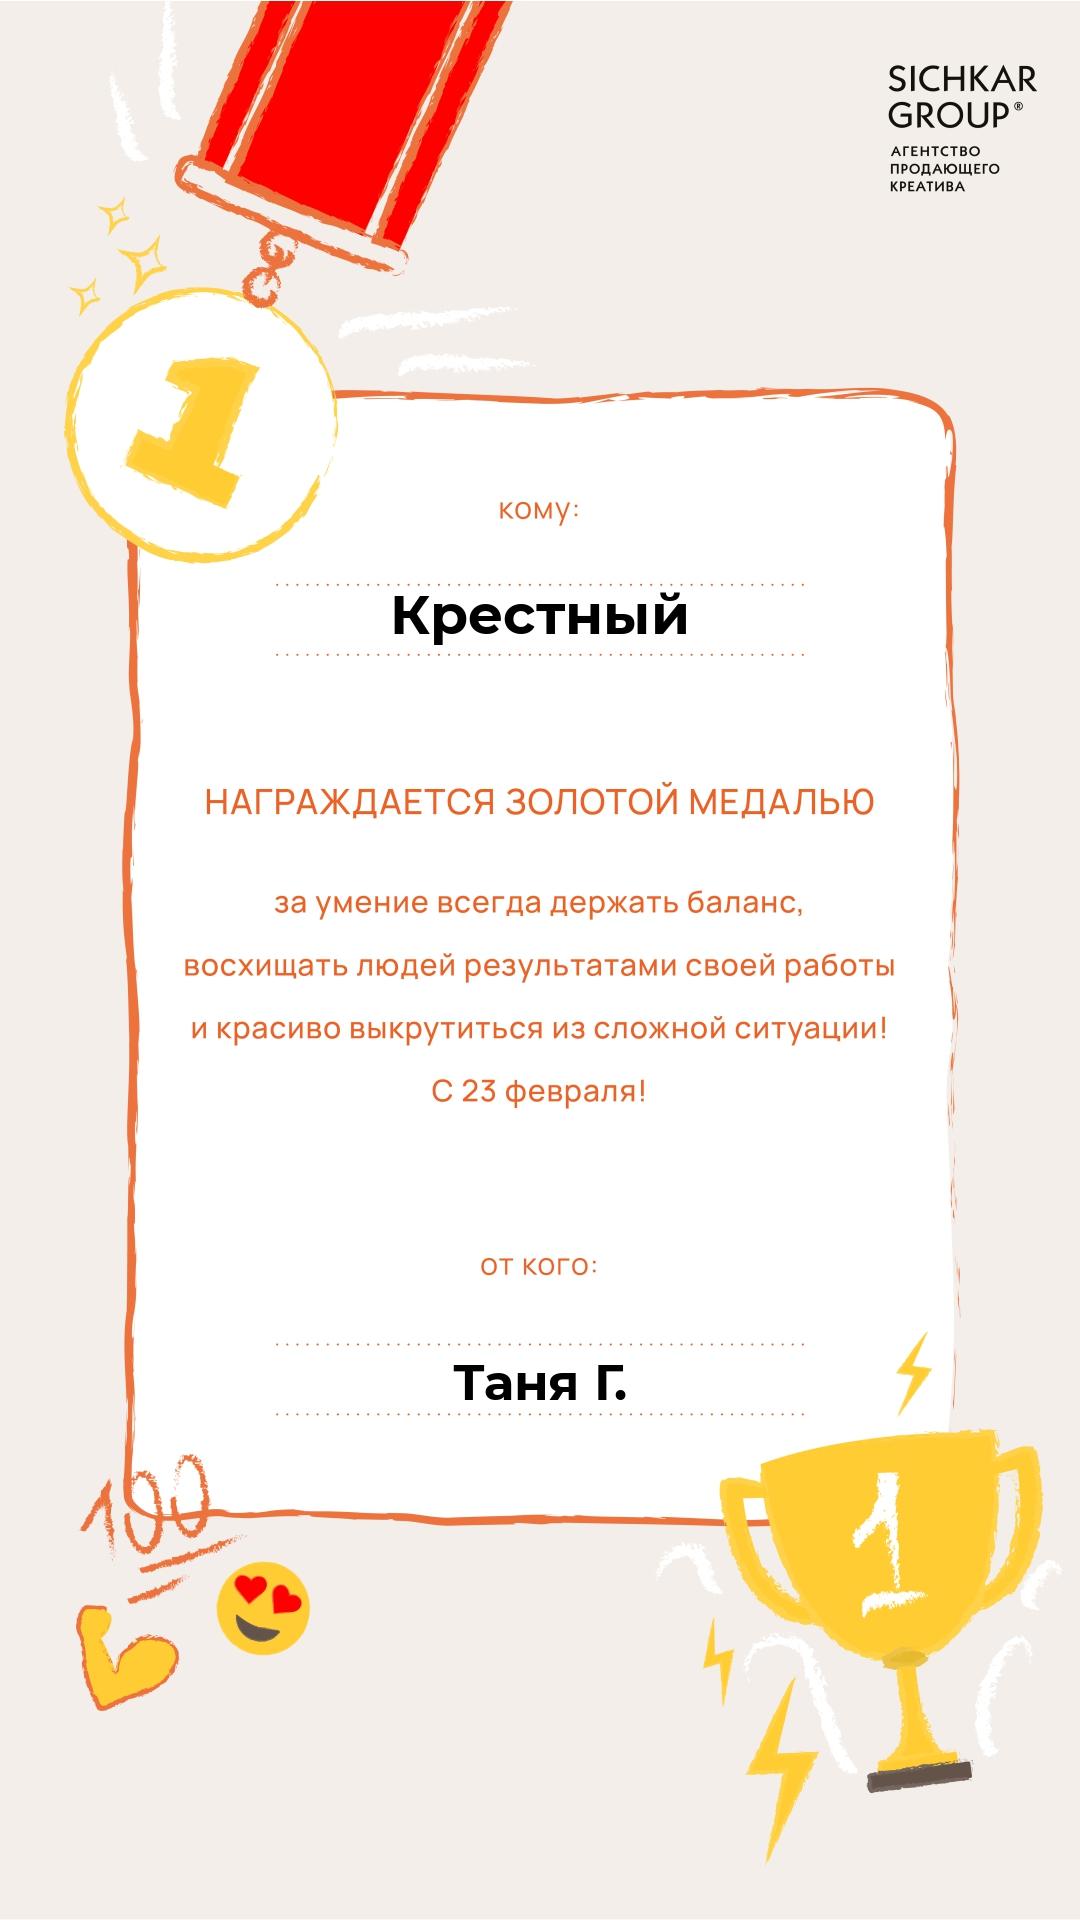 SICHKAR
GROUP®
АГЕНТСТВО
ПРОДАЮЩЕГО
КРЕАТИВА
1
кому:
Крестный
НАГРАЖДАЕТСЯ ЗОЛОТОЙ МЕДАЛЬЮ
за умение всегда держать баланс,
восхищать людей результатами своей работы
и красиво выкрутиться из сложной ситуации!
С 23 февраля!
от кого:
Таня Г.
100
1